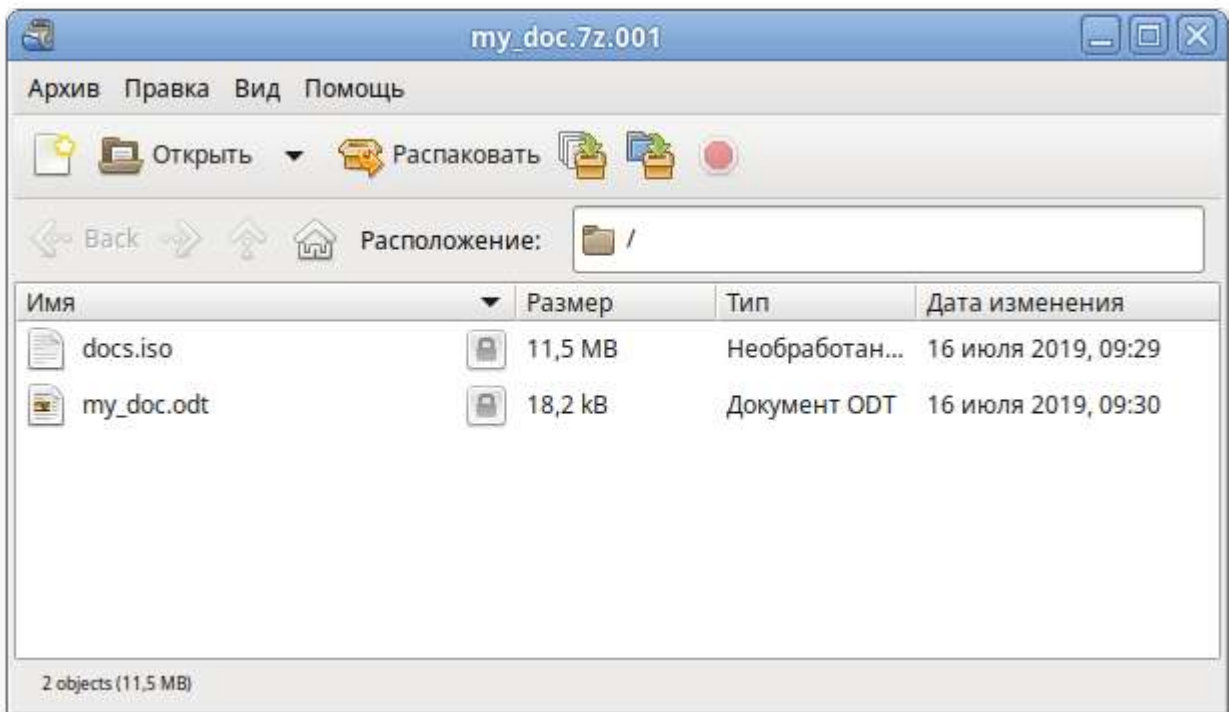 my_doc.7z.001
Архив Правка Вид Помощь
Открыть Распаковать
Back Расположение: /
Имя Размер Тип Дата изменения
docs.iso 11,5 MB Необработан... 16 июля 2019, 09:29
my_doc.odt 18,2 kB Документ ODT 16 июля 2019, 09:30
2 objects (11,5 MB)